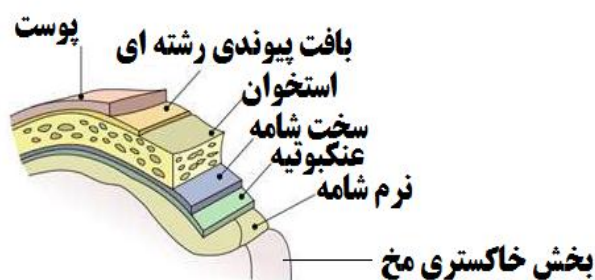 پوست
بافت پیوندی رشته ای
استخوان
سخت شامه
عنکبوتیه
نرم شامه
بخش خاکستری مخ